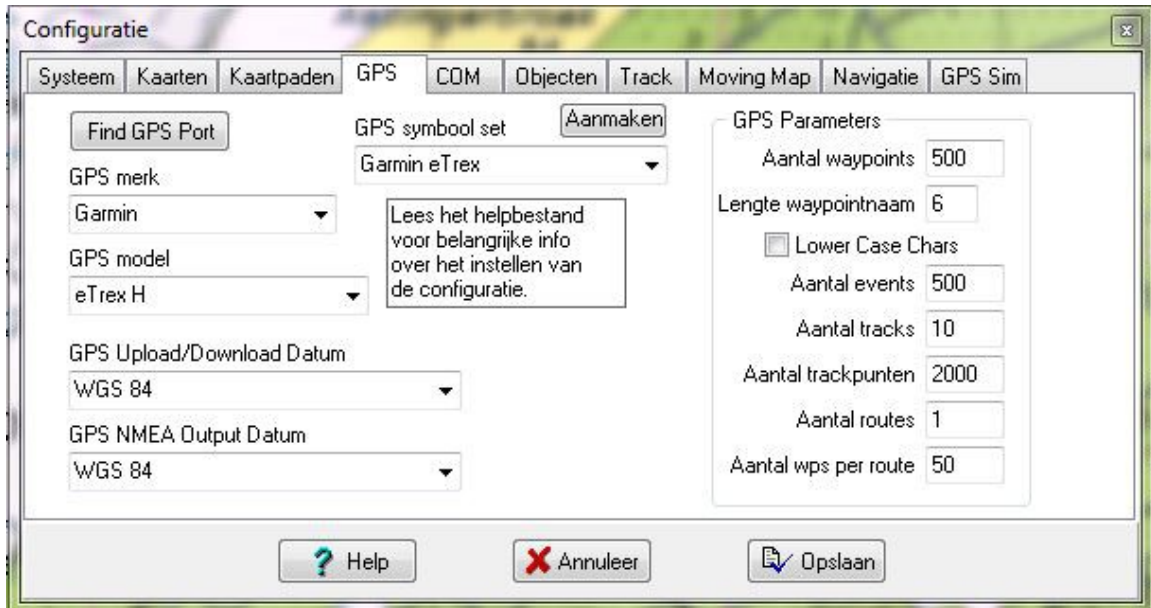 Configuratie
Systeem Kaarten Kaartpaden GPS COM Objecten Track Moving Map Navigatie GPS Sim
Find GPS Port
GPS merk
Garmin
GPS model
eTrex H
GPS Upload/Download Datum
WGS 84
GPS NMEA Output Datum
WGS 84
GPS symbool set Aanmaken
Garmin eTrex
Lees het helpbestand
voor belangrijke info
over het instellen van
de configuratie.
GPS Parameters
Aantal waypoints 500
Lengte waypointnaam 6
Lower Case Chars
Aantal events 500
Aantal tracks 10
Aantal trackpunten 2000
Aantal routes 1
Aantal wps per route 50
? Help Annuleer Opslaan